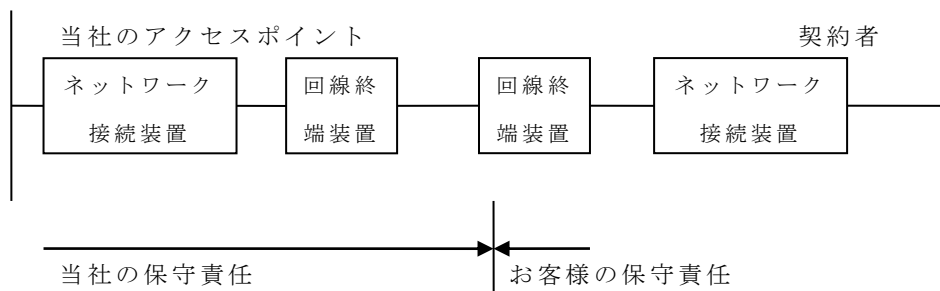 当社のアクセスポイント
契約者
ネットワーク
接続装置
回線終
端装置
回線終
端装置
ネットワーク
接続装置
当社の保守責任
お客様の保守責任